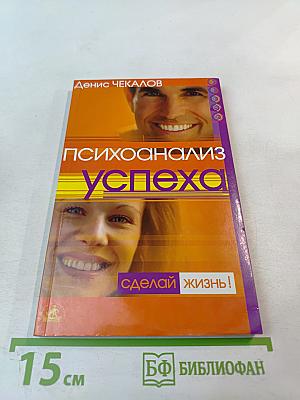 Денис ЧЕКАЛОВ
ПСИХОАНАЛИЗ
успеха
сделай жизнь!
15 см
БФ БИБЛИОФАН